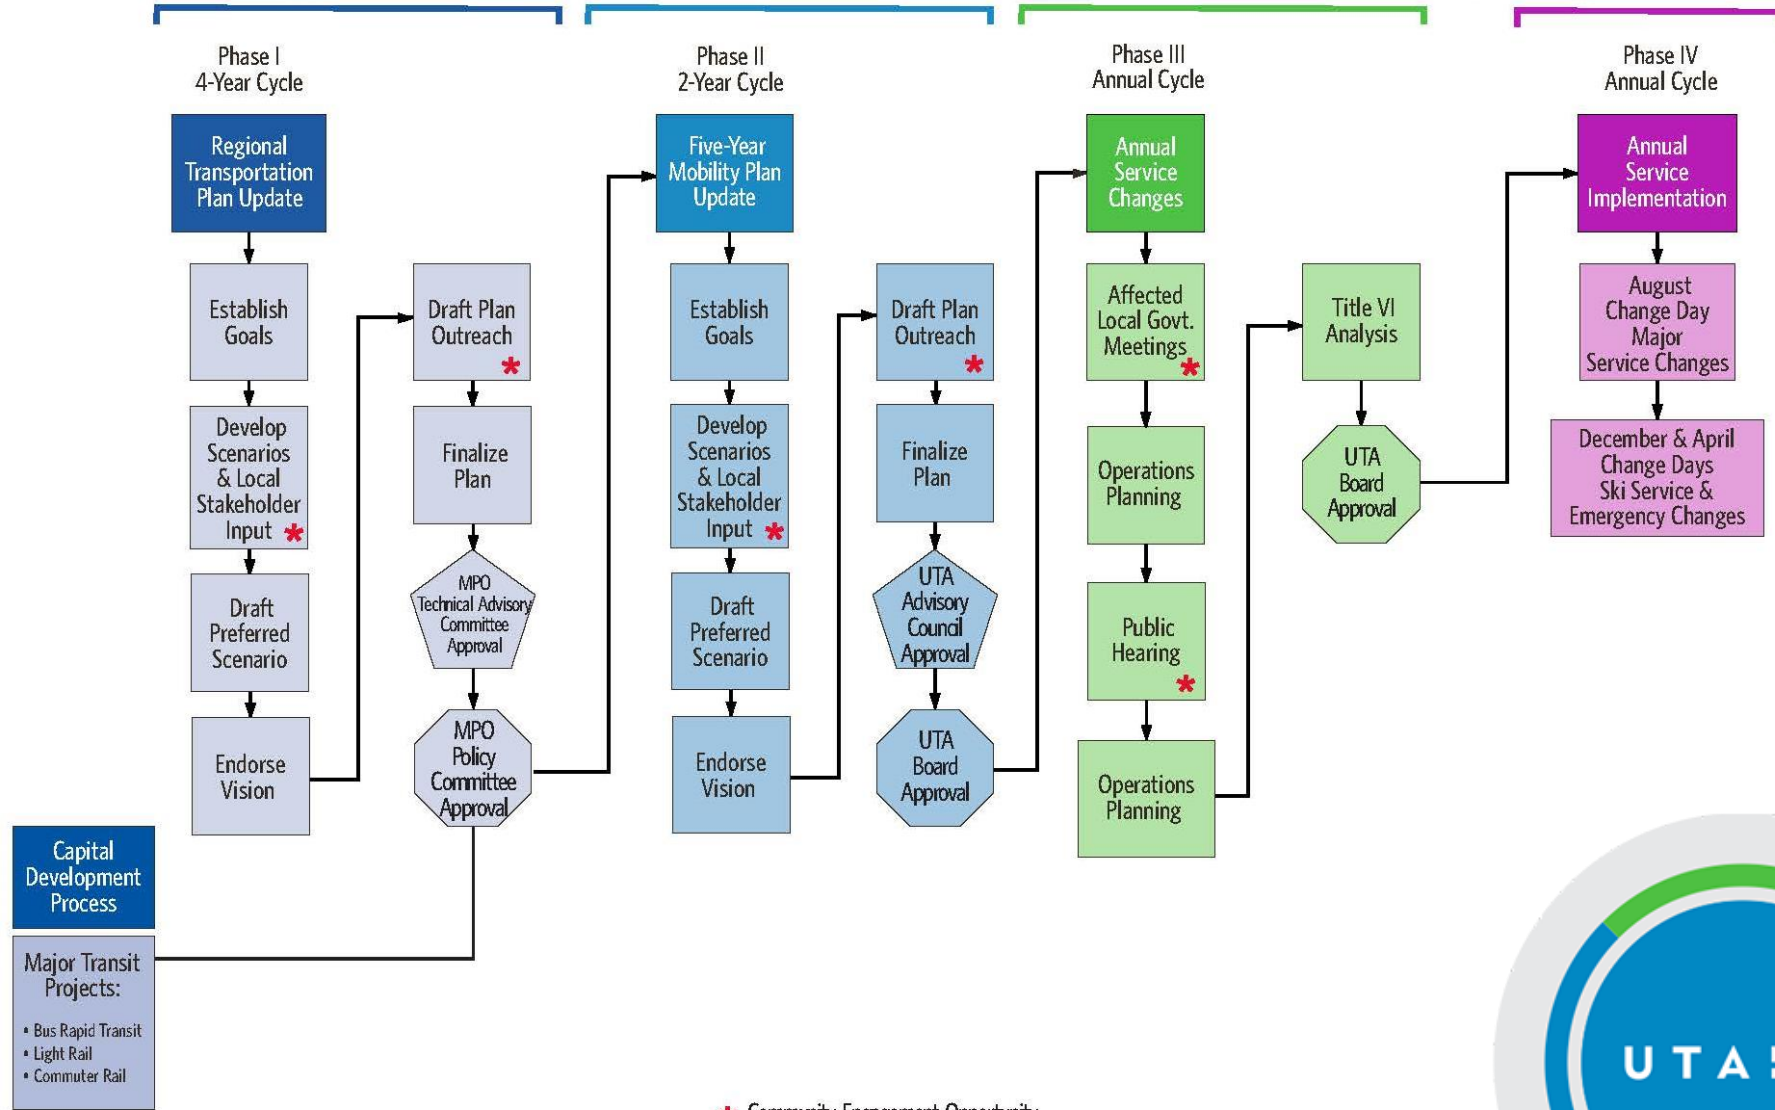 Phase I
4-Year Cycle
Regional
Transportation
Plan Update
Establish
Goals
Develop
Scenarios
& Local
Stakeholder
Input *
Draft
Preferred
Scenario
Endorse
Vision
Draft Plan
Outreach
*
Finalize
Plan
MPO
Technical Advisory
Committee
Approval
MPO
Policy
Committee
Approval
Capital
Development
Process
Major Transit
Projects:
• Bus Rapid Transit
• Light Rail
• Commuter Rail
Phase II
2-Year Cycle
Five-Year
Mobility Plan
Update
Establish
Goals
Develop
Scenarios
& Local
Stakeholder
Input *
Draft
Preferred
Scenario
Endorse
Vision
Draft Plan
Outreach
*
Finalize
Plan
UTA
Advisory
Council
Approval
UTA
Board
Approval
Phase III
Annual Cycle
Annual
Service
Changes
Affected
Local Govt.
Meetings
*
Operations
Planning
Public
Hearing
*
Operations
Planning
Title VI
Analysis
UTA
Board
Approval
Phase IV
Annual Cycle
Annual
Service
Implementation
August
Change Day
Major
Service Changes
December & April
Change Days
Ski Service &
Emergency Changes
* Community Engagement Opportunity
UTA